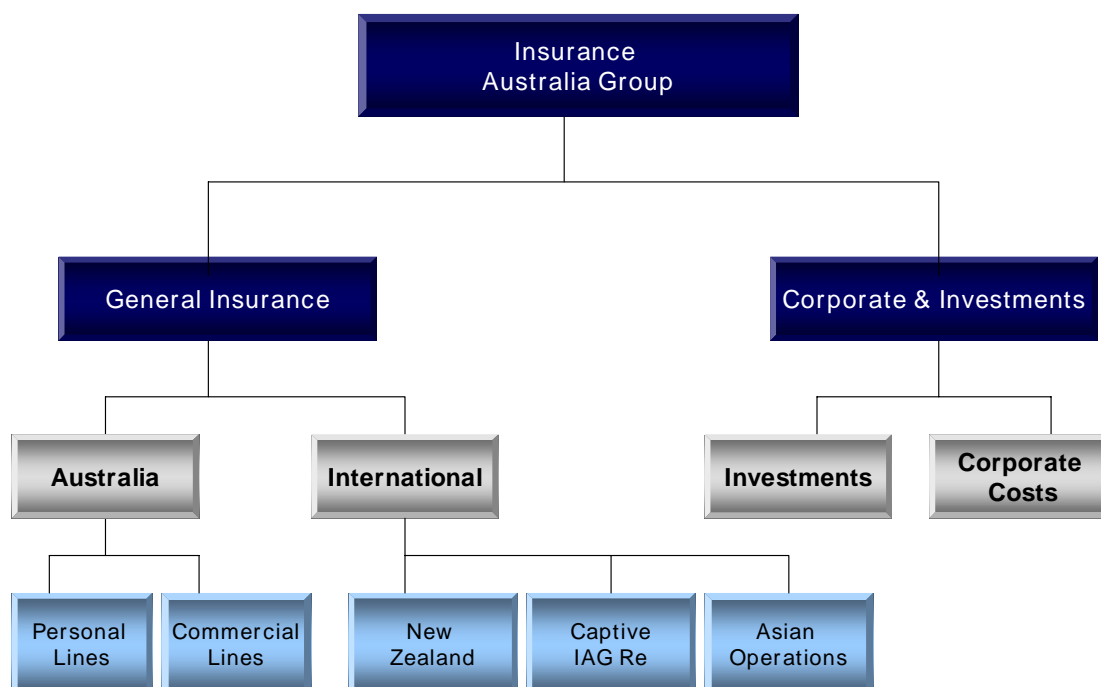 Insurance
Australia Group
General Insurance
Corporate & Investments
Australia
International
Investments
Corporate
Costs
Personal
Lines
Commercial
Lines
New
Zealand
Captive
IAG Re
Asian
Operations